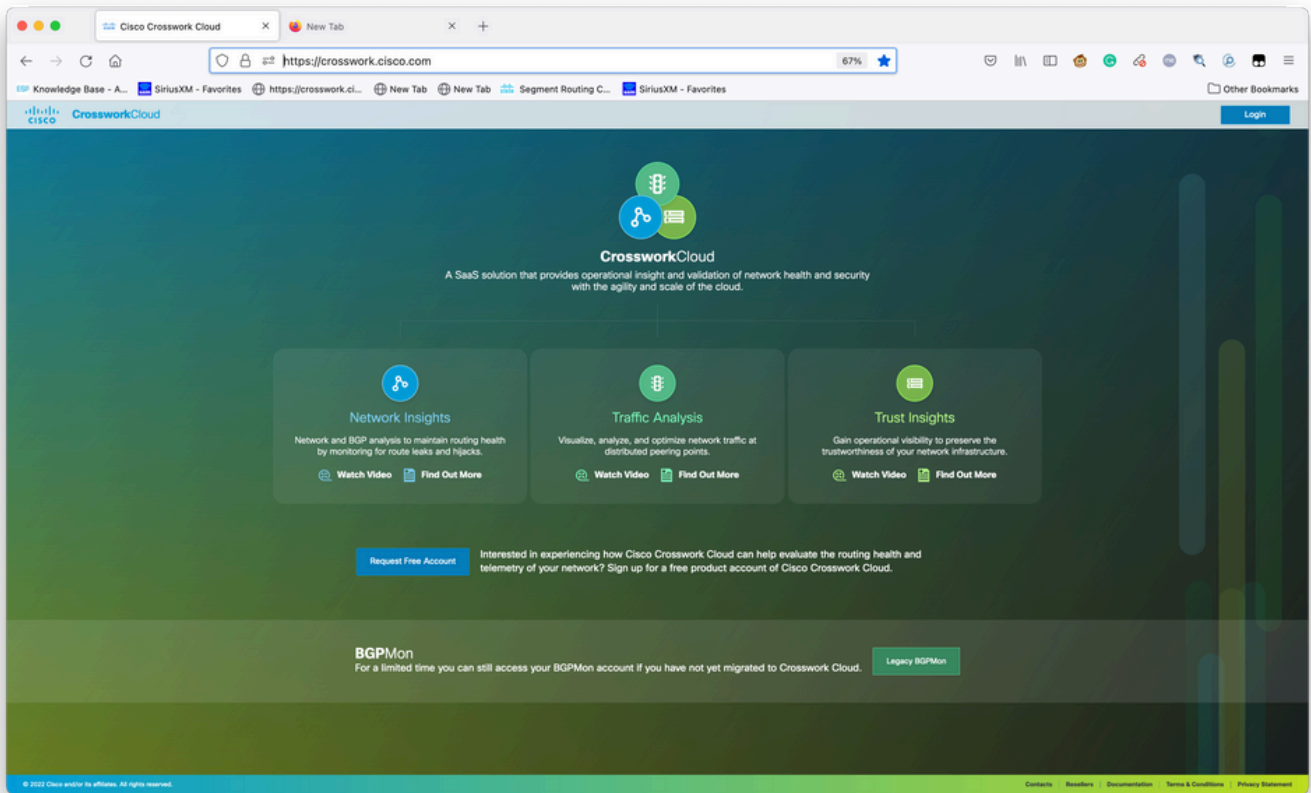 Cisco Crosswork Cloud
New Tab
https://crosswork.cisco.com
67%
Knowledge Base - A...
SiriusXM - Favorites
https://crosswork.ci...
New Tab
New Tab
Segment Routing C...
SiriusXM - Favorites
Other Bookmarks
CISCO
CrossworkCloud
Login
CrossworkCloud
A SaaS solution that provides operational insight and validation of network health and security
with the agility and scale of the cloud.
Network Insights
Network and BGP analysis to maintain routing health
by monitoring for route leaks and hijacks.
Watch Video
Find Out More
Traffic Analysis
Visualize, analyze, and optimize network traffic at
distributed peering points.
Watch Video
Find Out More
Trust Insights
Gain operational visibility to preserve the
trustworthiness of your network infrastructure.
Watch Video
Find Out More
Request Free Account
Interested in experiencing how Cisco Crosswork Cloud can help evaluate the routing health and
telemetry of your network? Sign up for a free product account of Cisco Crosswork Cloud.
BGPMon
For a limited time you can still access your BGPMon account if you have not yet migrated to Crosswork Cloud.
Legacy BGPMon
© 2022 Cisco and/or its affiliates. All rights reserved.
Contacts | Resellers | Documentation | Terms & Conditions | Privacy Statement